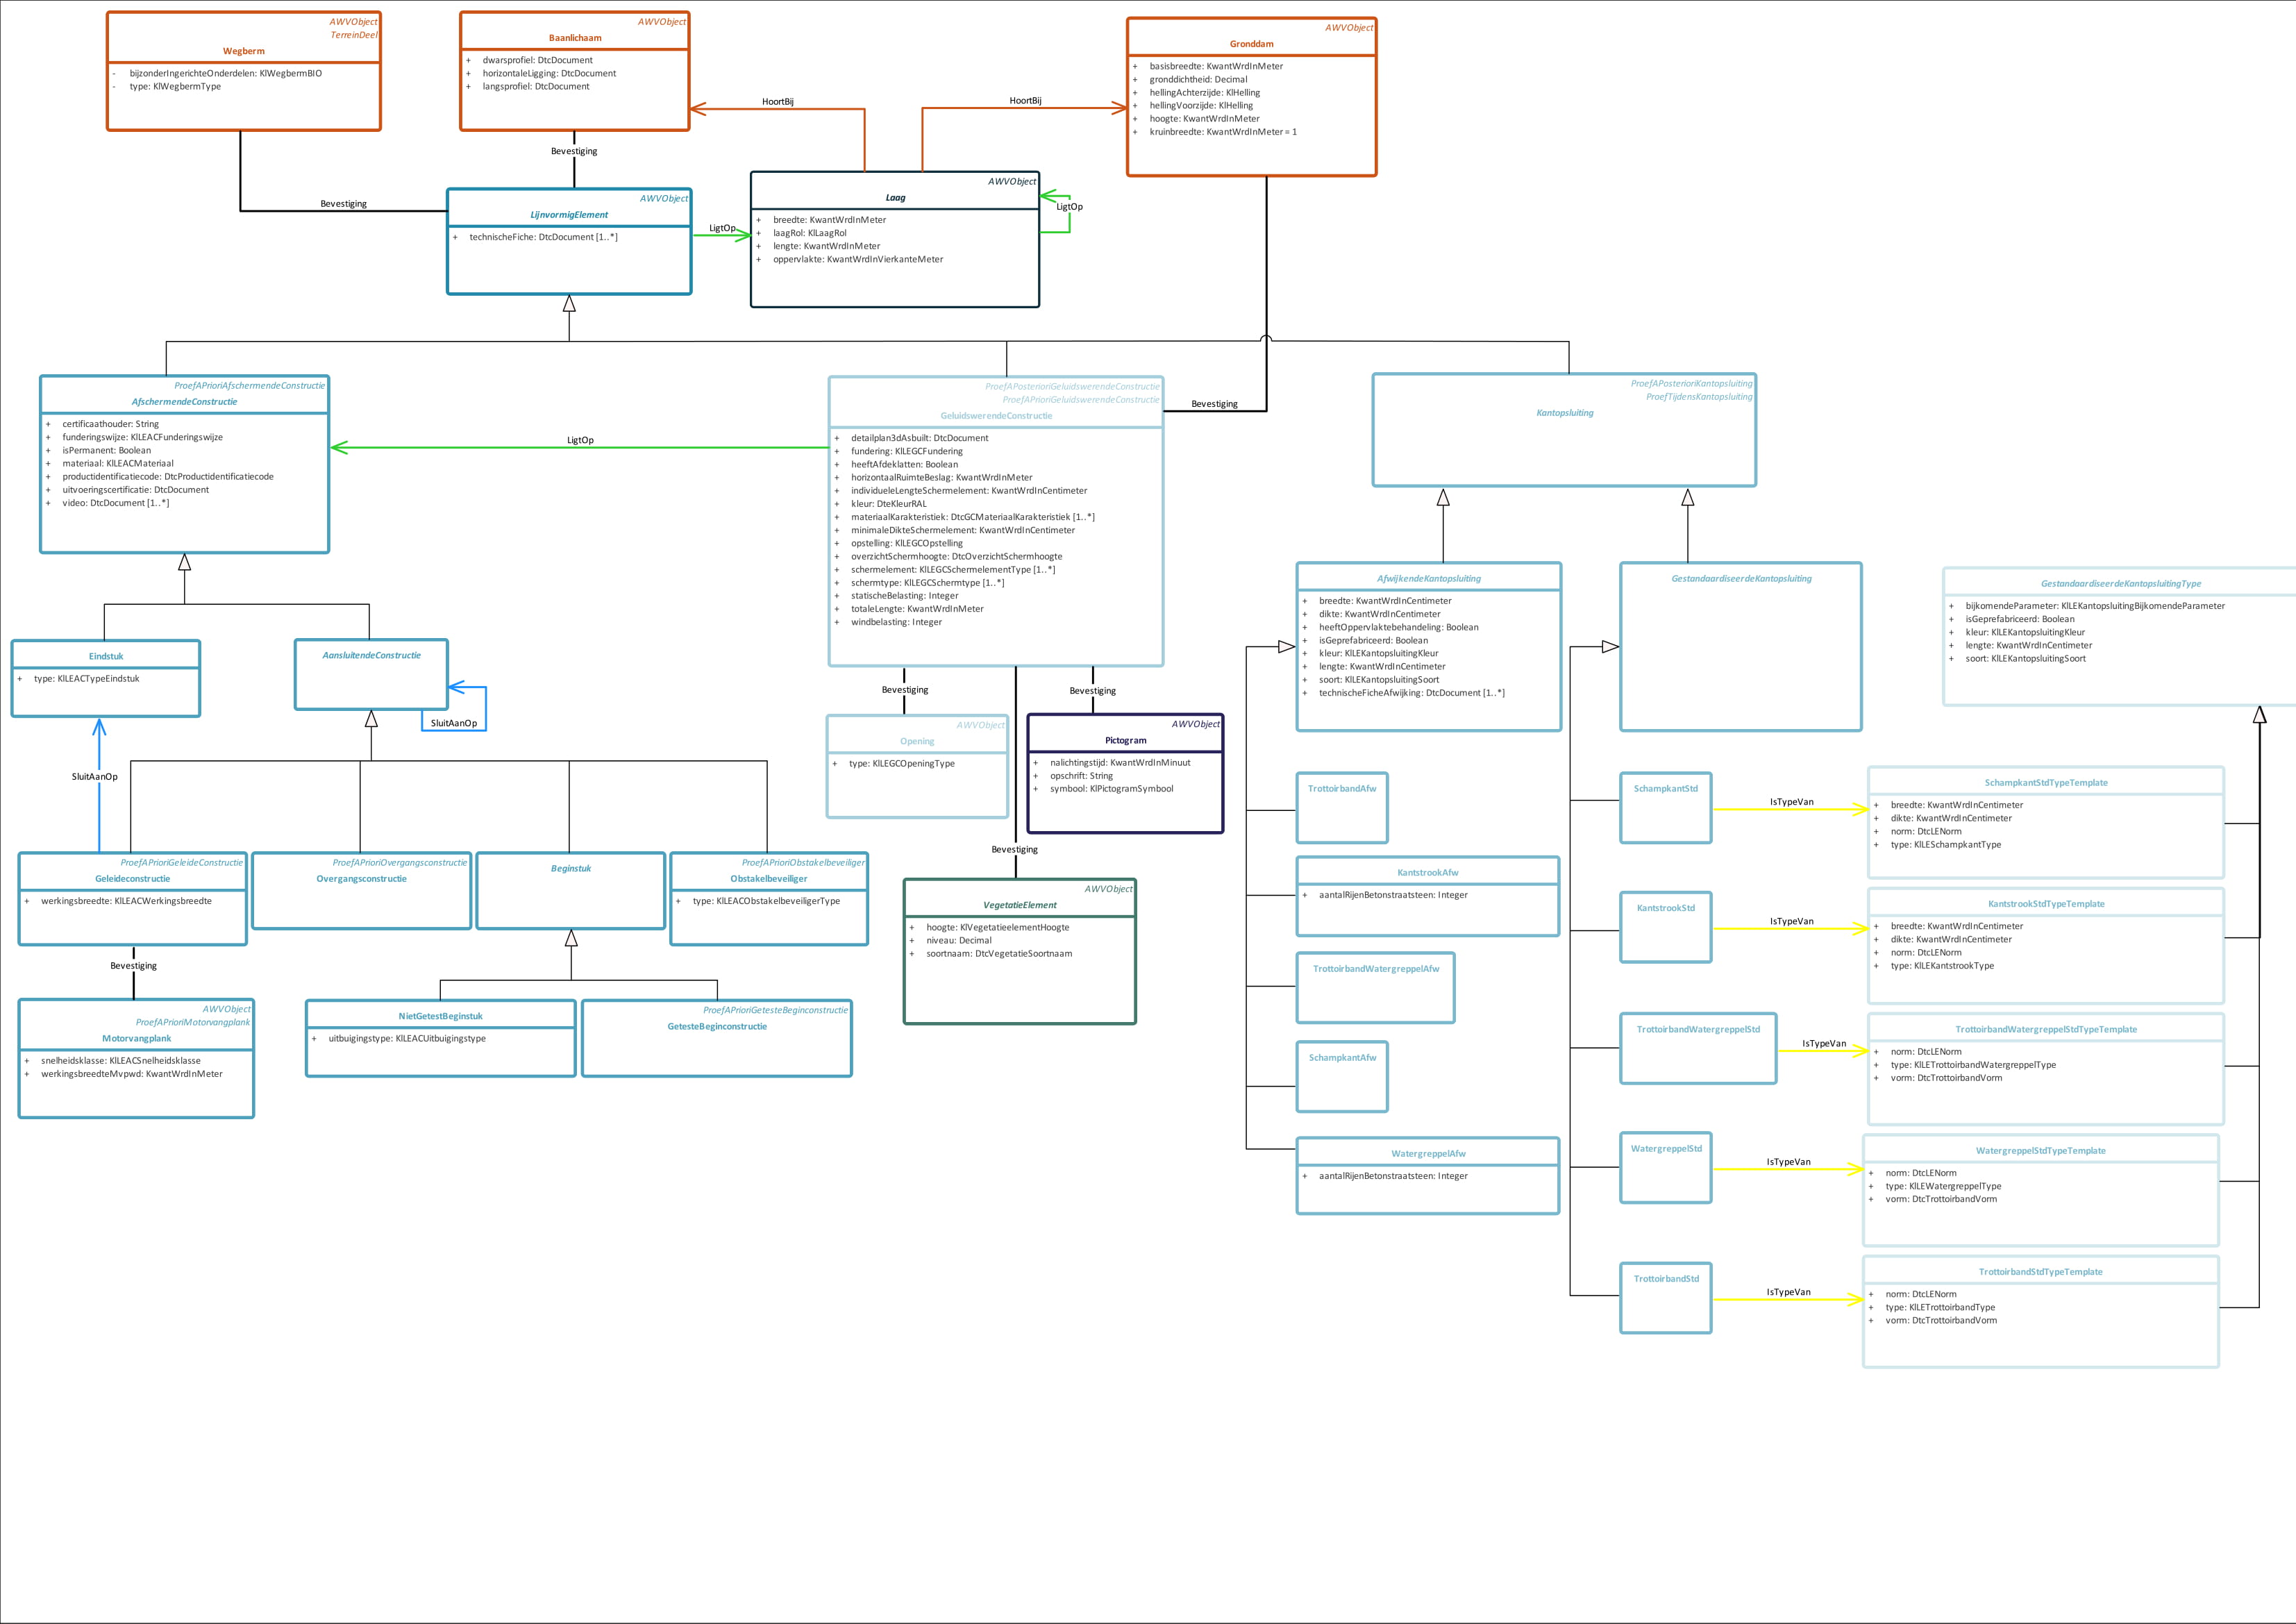 AWVObject
TerreinDeel
Wegberm
- bijzonderIngerichteOnderdelen: KlWegbermBIO
- type: KlWegbermType
AWVObject
Baanlichaam
+ dwarsprofiel: DtcDocument
+ horizontaleLigging: DtcDocument
+ langsprofiel: DtcDocument
AWVObject
Gronddam
+ basisbreedte: KwantWrdInMeter
+ gronddichtheid: Decimal
+ hellingAchterzijde: KlHelling
+ hellingVoorzijde: KlHelling
+ hoogte: KwantWrdInMeter
+ kruinbreedte: KwantWrdInMeter = 1
HoortBij
HoortBij
Bevestiging
Bevestiging
AWVObject
LijnvormigElement
+ technischeFiche: DtcDocument [1..*]
LigtOp
AWVObject
Laag
+ breedte: KwantWrdInMeter
+ laagRol: KlLaagRol
+ lengte: KwantWrdInMeter
+ oppervlakte: KwantWrdInVierkanteMeter
LigtOp
ProefAPrioriAfschermendeConstructie
AfschermendeConstructie
+ certificaathouder: String
+ funderingswijze: KlLEACFunderingswijze
+ isPermanent: Boolean
+ materiaal: KlLEACMateriaal
+ productidentificatiecode: DtcProductidentificatiecode
+ uitvoeringscertificatie: DtcDocument
+ video: DtcDocument [1..*]
LigtOp
ProefAPosterioriGeluidswerendeConstructie
ProefAPrioriGeluidswerendeConstructie
GeluidswerendeConstructie
+ detailplan3dAsbuilt: DtcDocument
+ fundering: KlLEGCFundering
+ heeftAfdeklatten: Boolean
+ horizontaalRuimteBeslag: KwantWrdInMeter
+ individueleLengteSchermelement: KwantWrdInCentimeter
+ kleur: DteKleurRAL
+ materiaalKarakteristiek: DtcGCMateriaalKarakteristiek [1..*]
+ minimaleDikteSchermelement: KwantWrdInCentimeter
+ opstelling: KlLEGCOpstelling
+ overzichtSchermhoogte: DtcOverzichtSchermhoogte
+ schermelement: KlLEGCSchermelementType [1..*]
+ schermtype: KlLEGCSchermtype [1..*]
+ statischeBelasting: Integer
+ totaleLengte: KwantWrdInMeter
+ windbelasting: Integer
Bevestiging
ProefAPosterioriKantopsluiting
ProefTijdensKantopsluiting
Kantopsluiting
AfwijkendeKantopsluiting
+ breedte: KwantWrdInCentimeter
+ dikte: KwantWrdInCentimeter
+ heeftOppervlaktebehandeling: Boolean
+ isGeprefabriceerd: Boolean
+ kleur: KlLEKantopsluitingKleur
+ lengte: KwantWrdInCentimeter
+ soort: KlLEKantopsluitingSoort
+ technischeFicheAfwijking: DtcDocument [1..*]
GestandaardiseerdeKantopsluiting
GestandaardiseerdeKantopsluitingType
+ bijkomendeParameter: KlLEKantopsluitingBijkomendeParameter
+ isGeprefabriceerd: Boolean
+ kleur: KlLEKantopsluitingKleur
+ lengte: KwantWrdInCentimeter
+ soort: KlLEKantopsluitingSoort
Eindstuk
+ type: KlLEACTypeEindstuk
AansluitendeConstructie
SluitAanOp
SluitAanOp
Bevestiging
Bevestiging
AWVObject
Opening
+ type: KlLEGCOpeningType
AWVObject
Pictogram
+ nalichtingstijd: KwantWrdInMinuut
+ opschrift: String
+ symbool: KlPictogramSymbool
Bevestiging
AWVObject
VegetatieElement
+ hoogte: KlVegetatieelementHoogte
+ niveau: Decimal
+ soortnaam: DtcVegetatieSoortnaam
ProefAPrioriGeleideConstructie
Geleideconstructie
+ werkingsbreedte: KlLEACWerkingsbreedte
ProefAPrioriOvergangsconstructie
Overgangsconstructie
Beginstuk
ProefAPrioriObstakelbeveiliger
Obstakelbeveiliger
+ type: KlLEACObstakelbeveiligerType
Bevestiging
AWVObject
ProefAPrioriMotorvangplank
Motorvangplank
+ snelheidsklasse: KlLEACSnelheidsklasse
+ werkingsbreedteMvpwd: KwantWrdInMeter
NietGetestBeginstuk
+ uitbuigingstype: KlLEACUitbuigingstype
ProefAPrioriGetesteBeginconstructie
GetesteBeginconstructie
TrottoirbandAfw
KantstrookAfw
+ aantalRijenBetonstraatsteen: Integer
TrottoirbandWatergreppelAfw
SchampkantAfw
WatergreppelAfw
+ aantalRijenBetonstraatsteen: Integer
SchampkantStd
IsTypeVan
SchampkantStdTypeTemplate
+ breedte: KwantWrdInCentimeter
+ dikte: KwantWrdInCentimeter
+ norm: DtcLENorm
+ type: KlLESchampkantType
KantstrookStd
IsTypeVan
KantstrookStdTypeTemplate
+ breedte: KwantWrdInCentimeter
+ dikte: KwantWrdInCentimeter
+ norm: DtcLENorm
+ type: KlLEKantstrookType
TrottoirbandWatergreppelStd
IsTypeVan
TrottoirbandWatergreppelStdTypeTemplate
+ norm: DtcLENorm
+ type: KlLETrottoirbandWatergreppelType
+ vorm: DtcTrottoirbandVorm
WatergreppelStd
IsTypeVan
WatergreppelStdTypeTemplate
+ norm: DtcLENorm
+ type: KlLEWatergreppelType
+ vorm: DtcTrottoirbandVorm
TrottoirbandStd
IsTypeVan
TrottoirbandStdTypeTemplate
+ norm: DtcLENorm
+ type: KlLETrottoirbandType
+ vorm: DtcTrottoirbandVorm